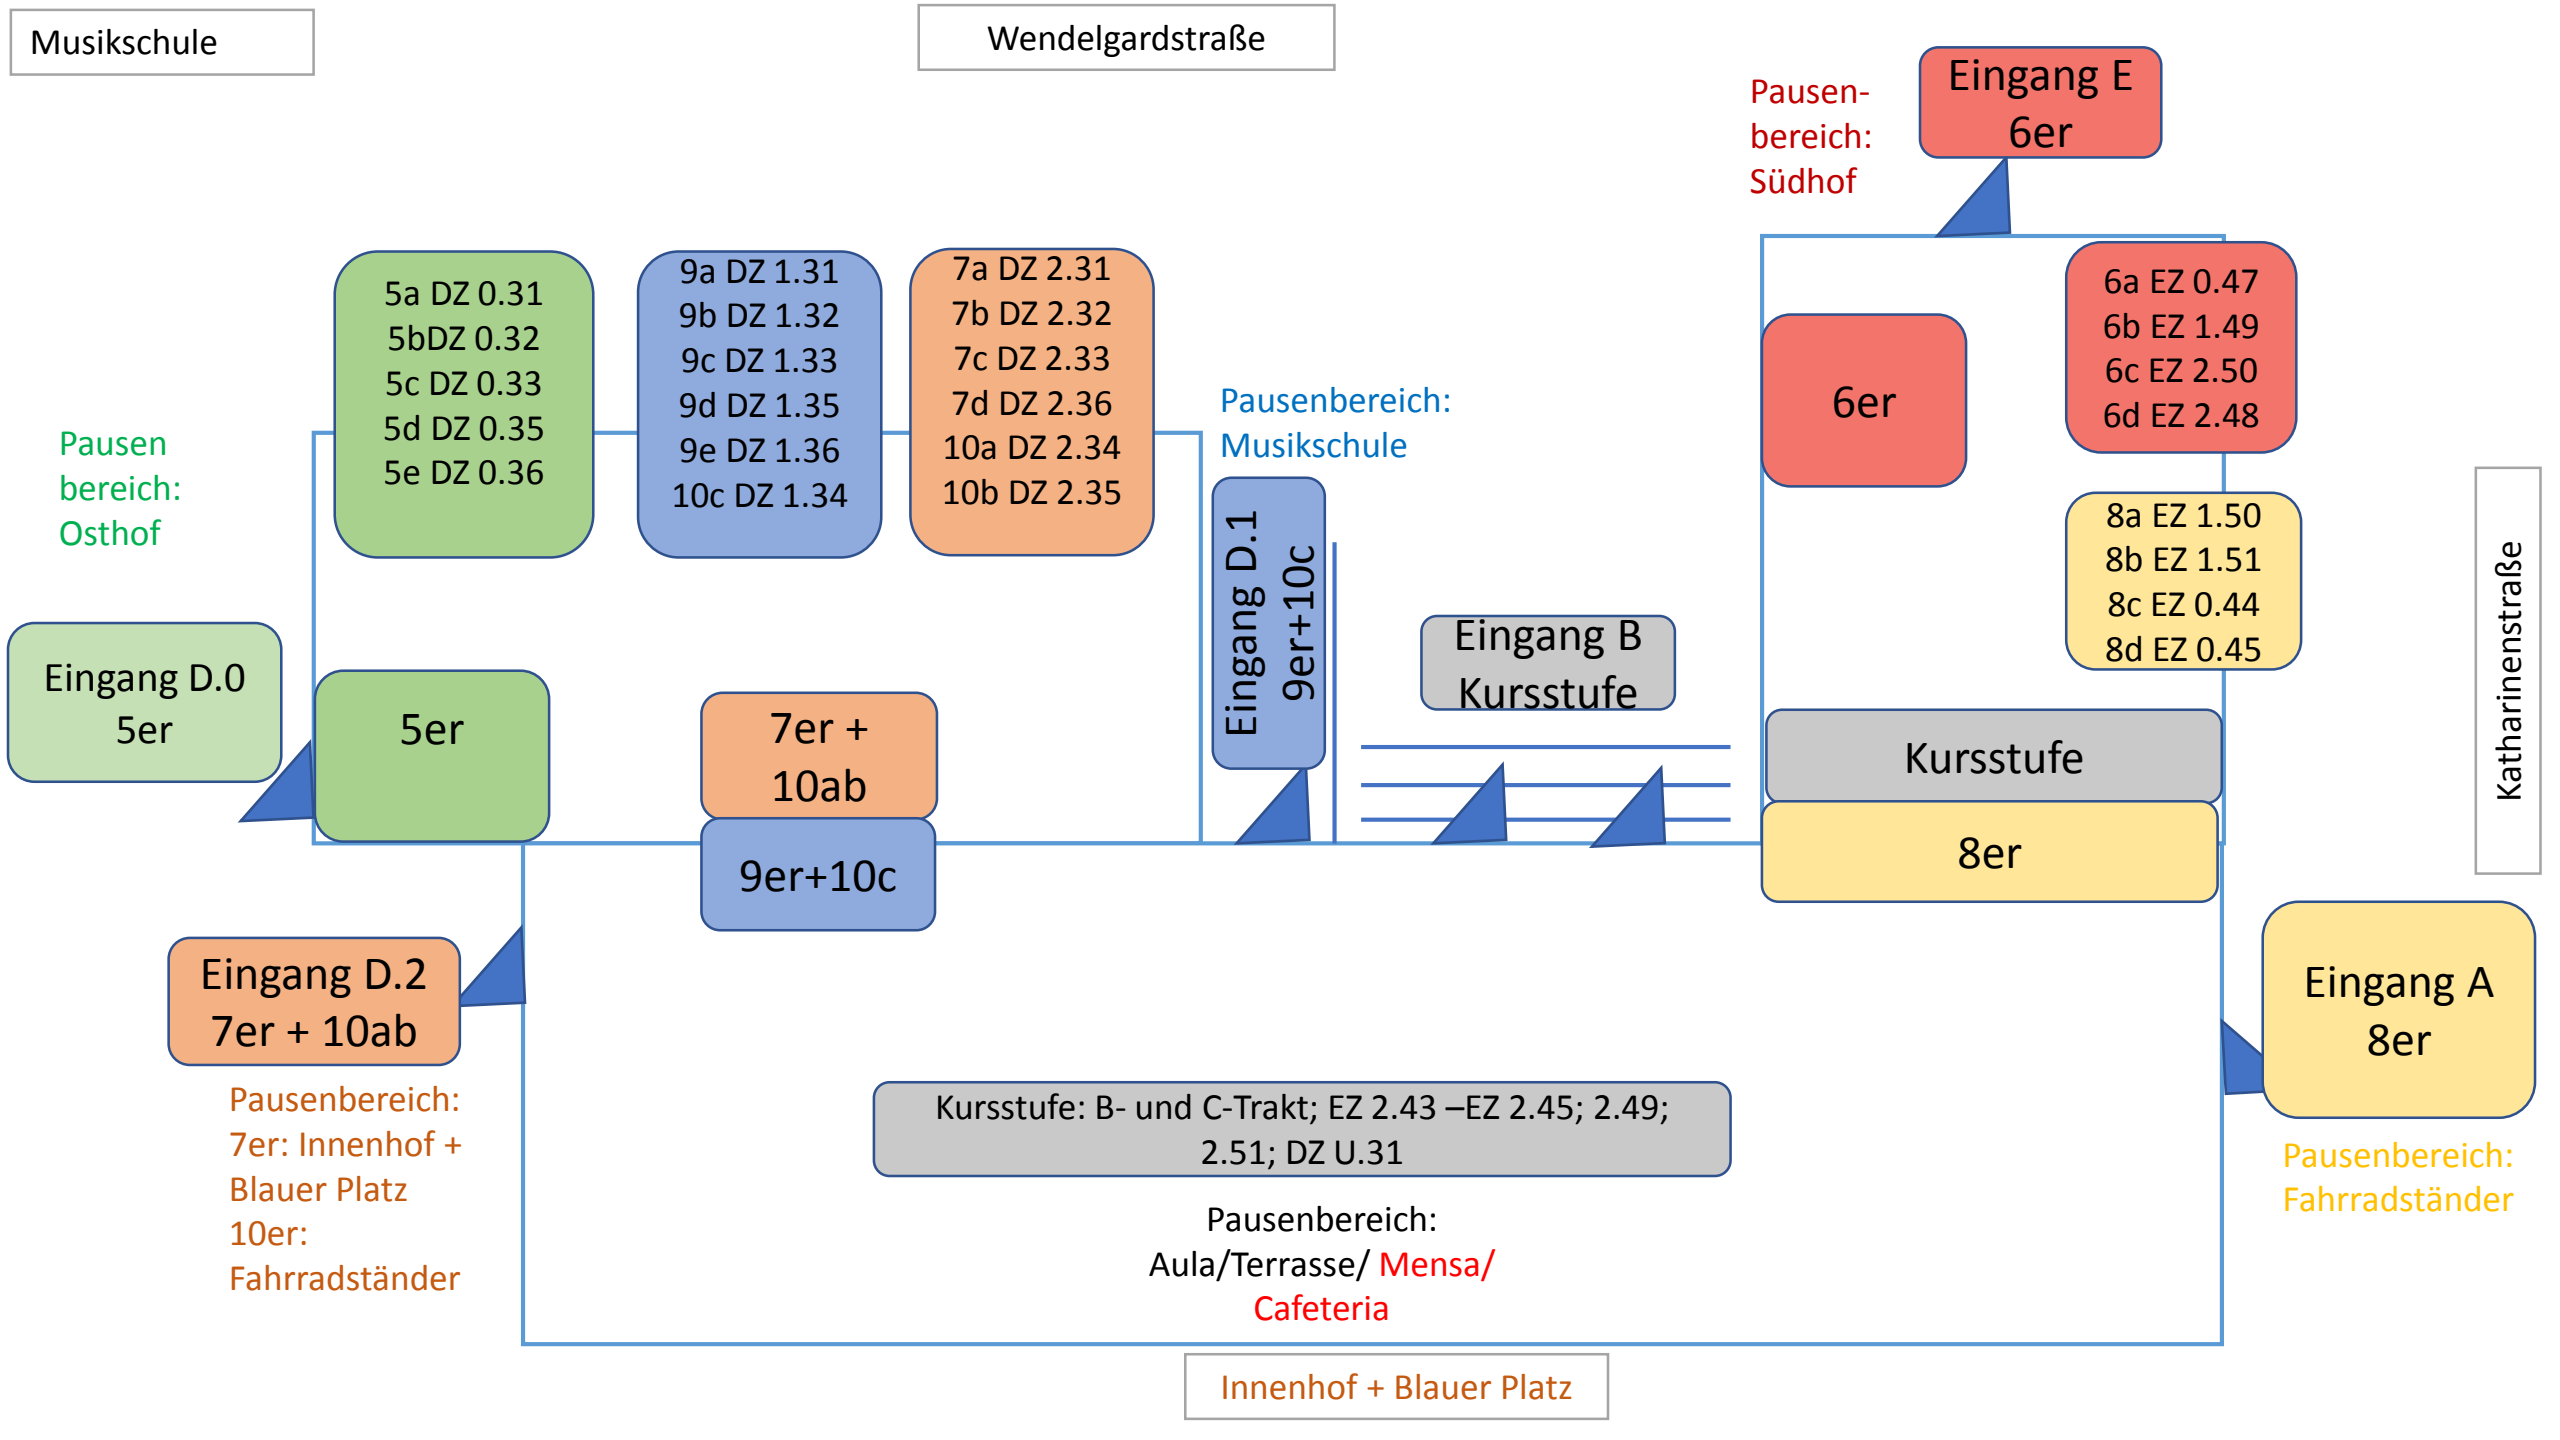 Musikschule
Wendelgardstraße
Eingang E
6er
Pausen-
bereich:
Südhof
5a DZ 0.31
5bDZ 0.32
5c DZ 0.33
5d DZ 0.35
5e DZ 0.36
9a DZ 1.31
9b DZ 1.32
9c DZ 1.33
9d DZ 1.35
9e DZ 1.36
10c DZ 1.34
7a DZ 2.31
7b DZ 2.32
7c DZ 2.33
7d DZ 2.36
10a DZ 2.34
10b DZ 2.35
6er
6a EZ 0.47
6b EZ 1.49
6c EZ 2.50
6d EZ 2.48
Pausenbereich:
Musikschule
Pausen
bereich:
Osthof
Eingang D.1
9er+10c
8a EZ 1.50
8b EZ 1.51
8c EZ 0.44
8d EZ 0.45
Katharinenstraße
Eingang D.0
5er
5er
7er +
10ab
9er+10c
Eingang B
Kursstufe
Kursstufe
8er
Eingang D.2
7er + 10ab
Eingang A
8er
Pausenbereich:
7er: Innenhof +
Blauer Platz
10er:
Fahrradständer
Kursstufe: B- und C-Trakt; EZ 2.43 –EZ 2.45; 2.49;
2.51; DZ U.31
Pausenbereich:
Aula/Terrasse/ Mensa/
Cafeteria
Pausenbereich:
Fahrradständer
Innenhof + Blauer Platz